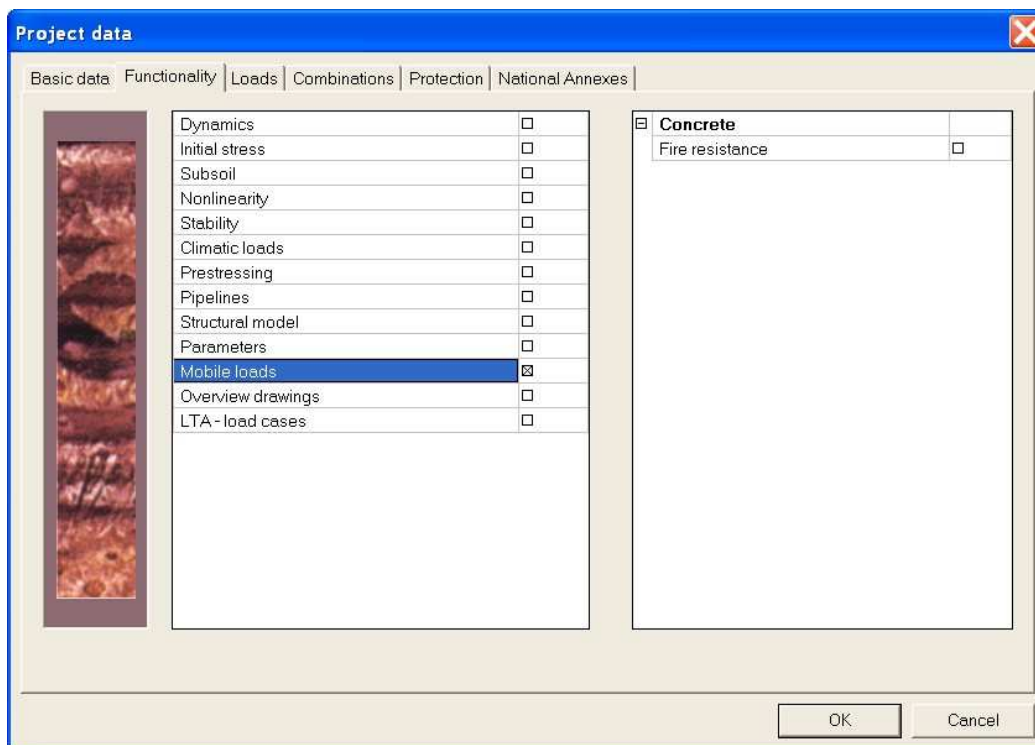 Project data
Basic data Functionality Loads Combinations Protection National Annexes
Dynamics
Initial stress
Subsoil
Nonlinearity
Stability
Climatic loads
Prestressing
Pipelines
Structural model
Parameters
Mobile loads
Overview drawings
LTA - load cases
Concrete
Fire resistance
OK Cancel